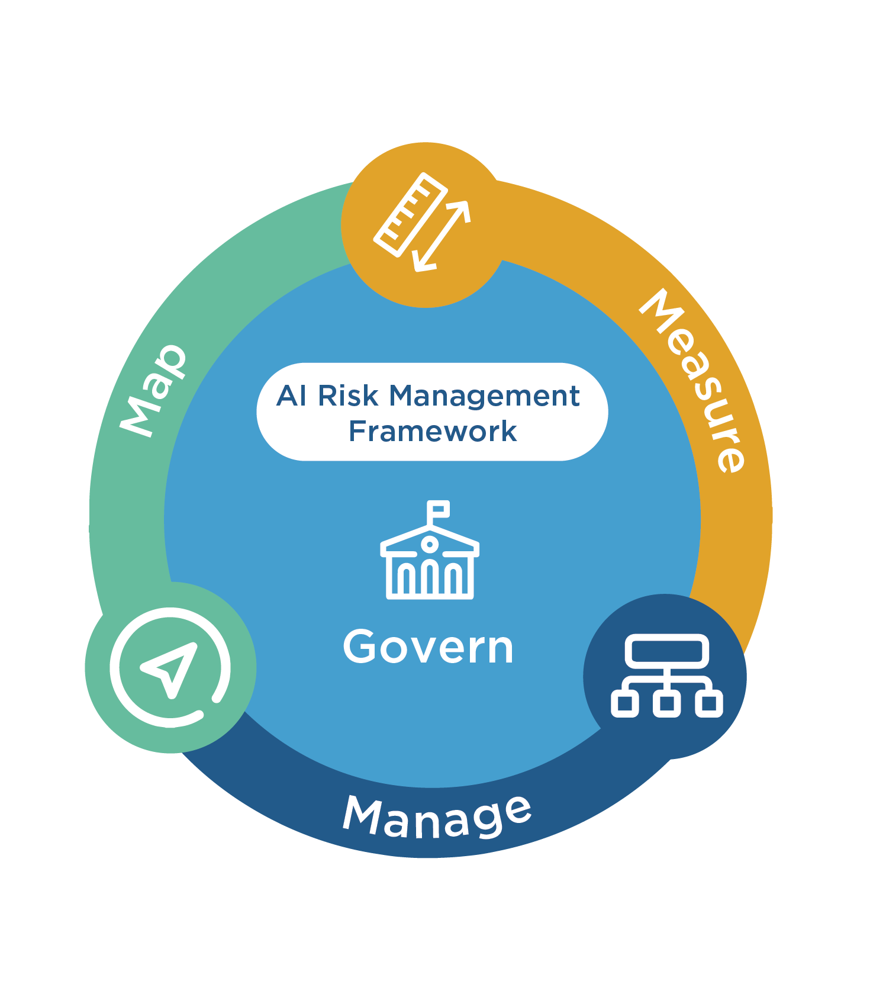 AI Risk Management
Framework
Govern
Map
Measure
Manage